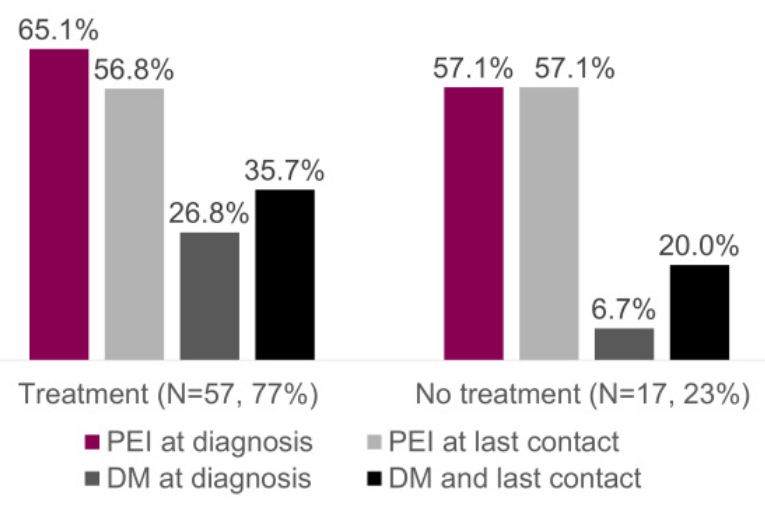 65.1%
56.8%
26.8%
35.7%
57.1%
57.1%
6.7%
20.0%
Treatment (N=57, 77%)
No treatment (N=17, 23%)
PEI at diagnosis
PEI at last contact
DM at diagnosis
DM and last contact